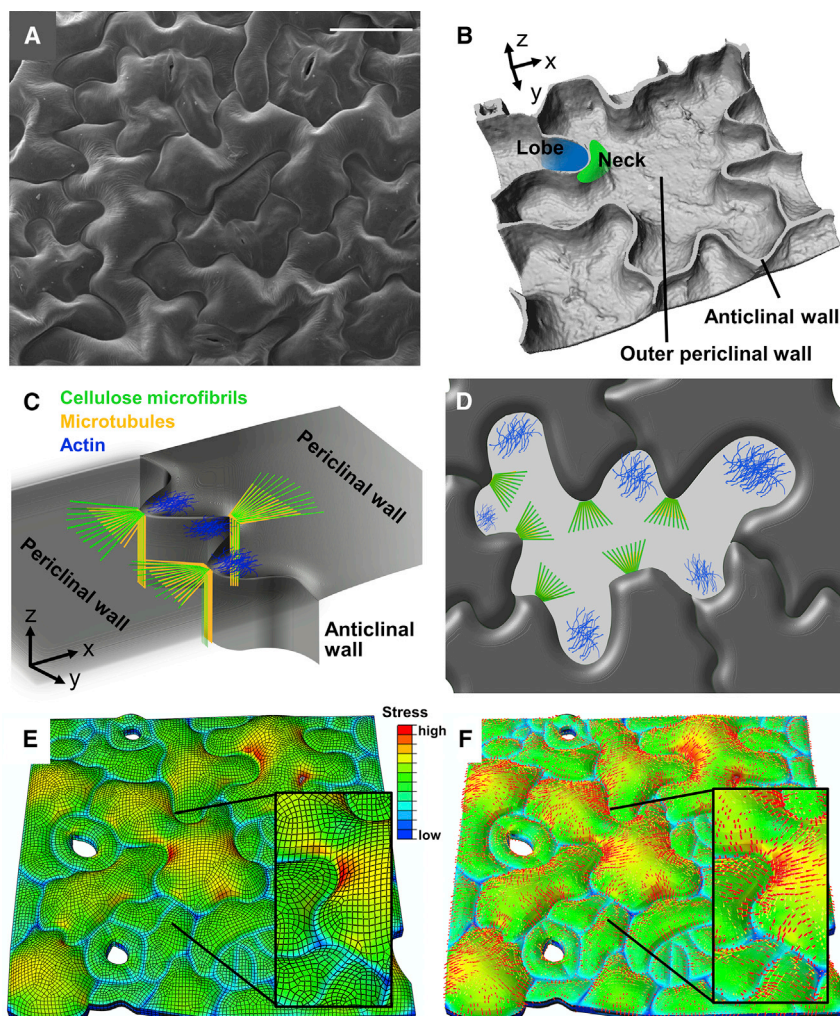 A
B
z
x
y
Lobe
Neck
Anticlinal wall
Outer periclinal wall
C
Cellulose microfibrils
Microtubules
Actin
Periclinal wall
Periclinal wall
Anticlinal
wall
z
x
y
D
E
Stress
high
low
F